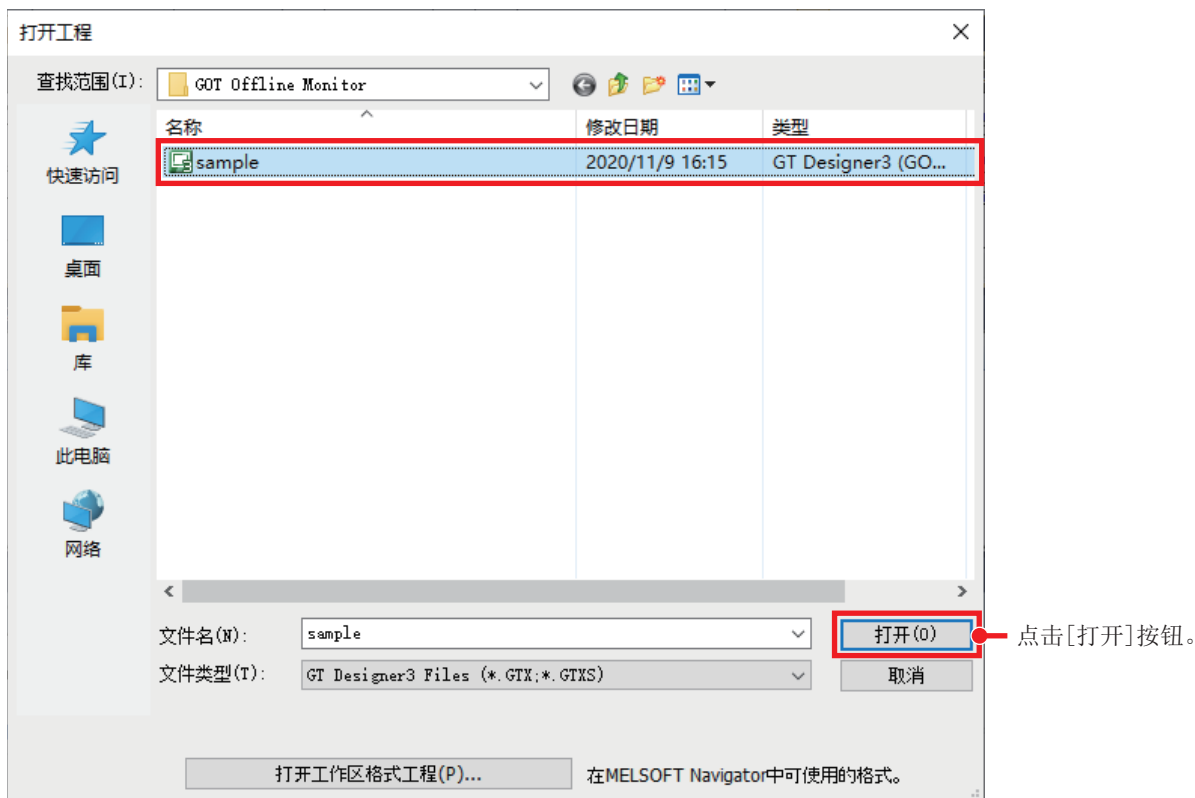 打开工程
查找范围(I): GOT Offline Monitor
名称 修改日期 类型
sample 2020/11/9 16:15 GT Designer3 (GO...
快速访问
桌面
库
此电脑
网络
文件名(N): sample 打开(O)
点击[打开]按钮。
文件类型(T): GT Designer3 Files (*.GTX;*.GTXS) 取消
打开工作区格式工程(P)... 在MELSOFT Navigator中可使用的格式。